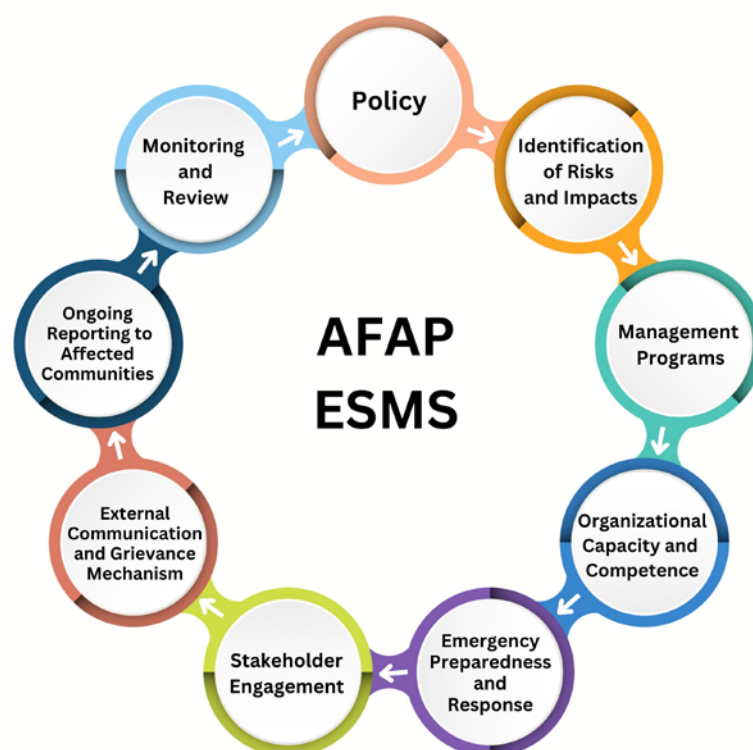 Policy
Identification
of Risks
and Impacts
Management
Programs
Organizational
Capacity and
Competence
Emergency
Preparedness
and
Response
Stakeholder
Engagement
External
Communication
and Grievance
Mechanism
Ongoing
Reporting to
Affected
Communities
Monitoring
and
Review
AFAP
ESMS